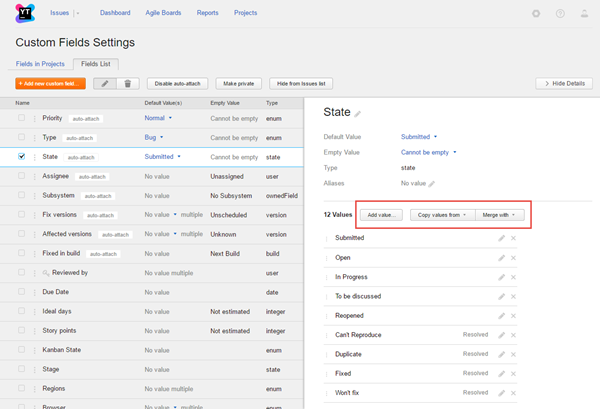 YT
Issues
Dashboard
Agile Boards
Reports
Projects
Custom Fields Settings
Fields in Projects
Fields List
+ Add new custom field...
Disable auto-attach
Make private
Hide from Issues list
> Hide Details
Name Default Value(s) Empty Value Type
Priority auto-attach Normal Cannot be empty enum
Type auto-attach Bug Cannot be empty enum
State auto-attach Submitted Cannot be empty state
Assignee auto-attach No value Unassigned user
Subsystem auto-attach No value No Subsystem ownedField
Fix versions auto-attach No value multiple Unscheduled version
Affected versions auto-attach No value multiple Unknown version
Fixed in build auto-attach No value Next Build build
Reviewed by No value multiple user
Due Date No value date
Ideal days No value Not estimated integer
Story points No value Not estimated integer
Kanban State No value enum
Stage No value state
Regions No value enum
Browser No value multiple enum
State
Default Value Submitted
Empty Value Cannot be empty
Type state
Aliases No value
12 Values Add value... Copy values from Merge with
Submitted
Open
In Progress
To be discussed
Reopened
Can't Reproduce Resolved
Duplicate Resolved
Fixed Resolved
Won't fix Resolved